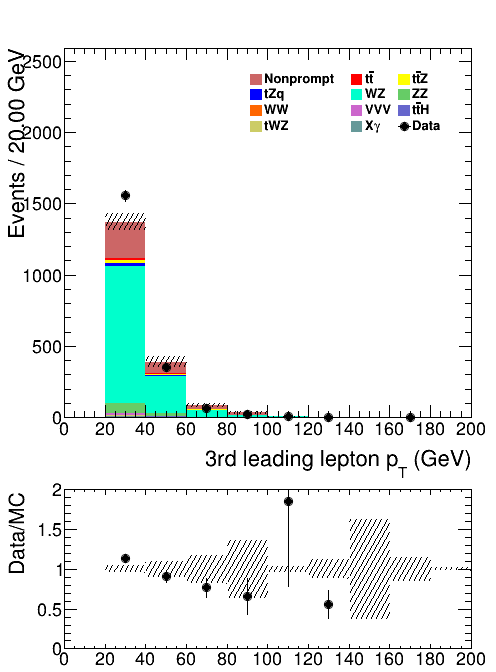 Events / 20.00 GeV
2500
2000
1500
1000
500
0
Nonprompt tt̄ tt̄Z
tZq WZ ZZ
WW VVV tt̄H
tWZ Xγ Data
0 20 40 60 80 100 120 140 160 180 200
3rd leading lepton p_T (GeV)
Data/MC
2
1.5
1
0.5
0
0 20 40 60 80 100 120 140 160 180 200